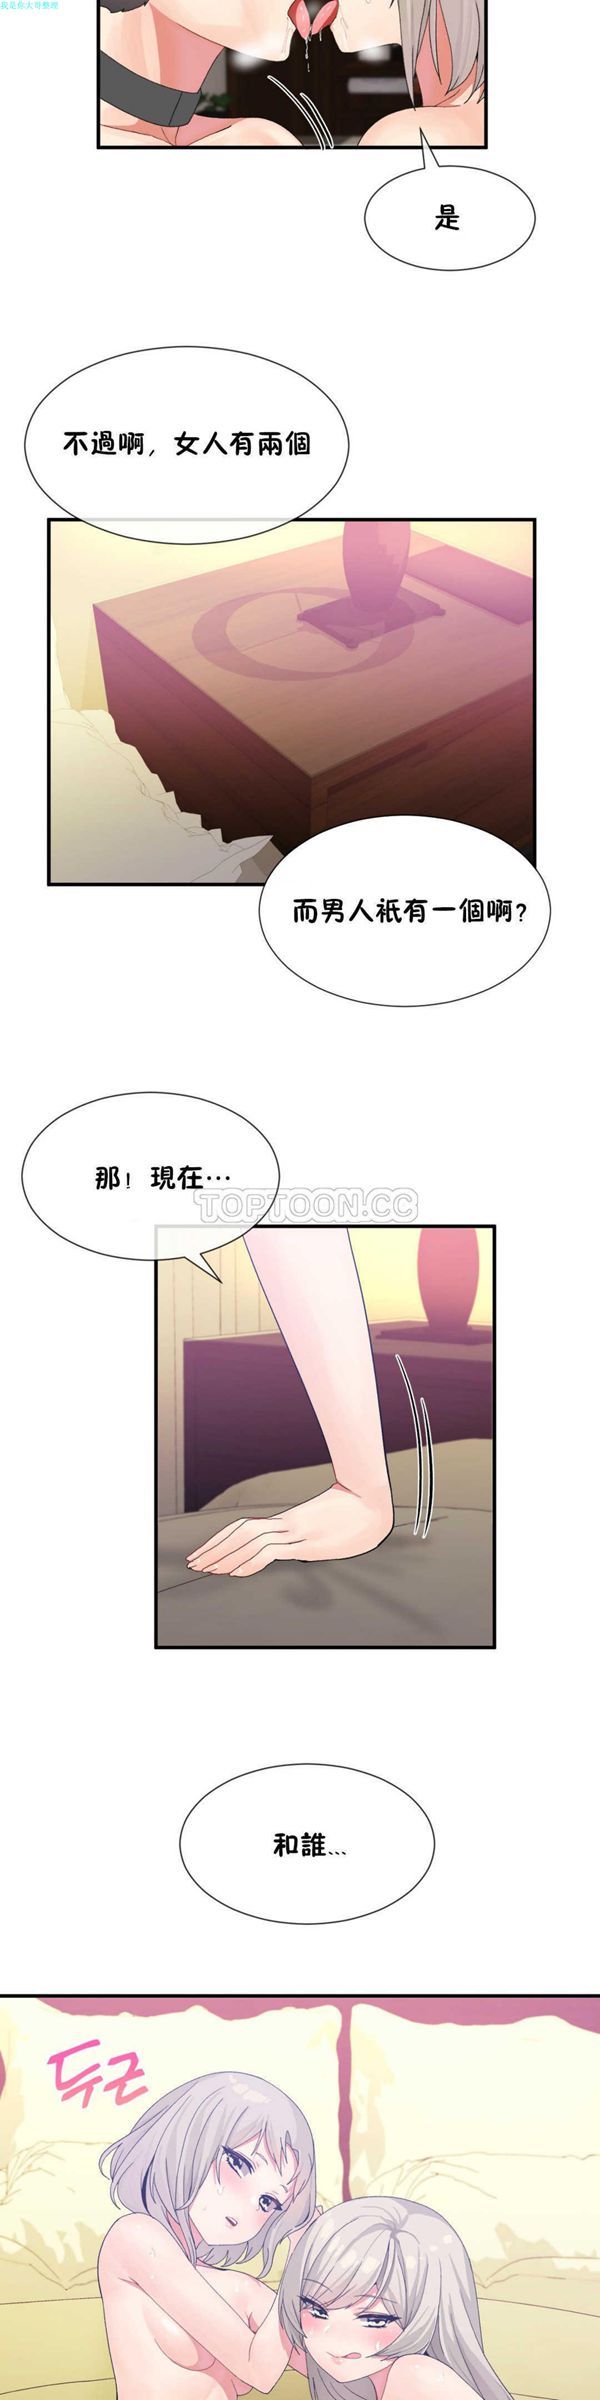 我是你大哥整理
是
不過啊，女人有兩個
而男人祇有一個啊?
那! 現在…
TOPTOON.CC
和誰...
두근